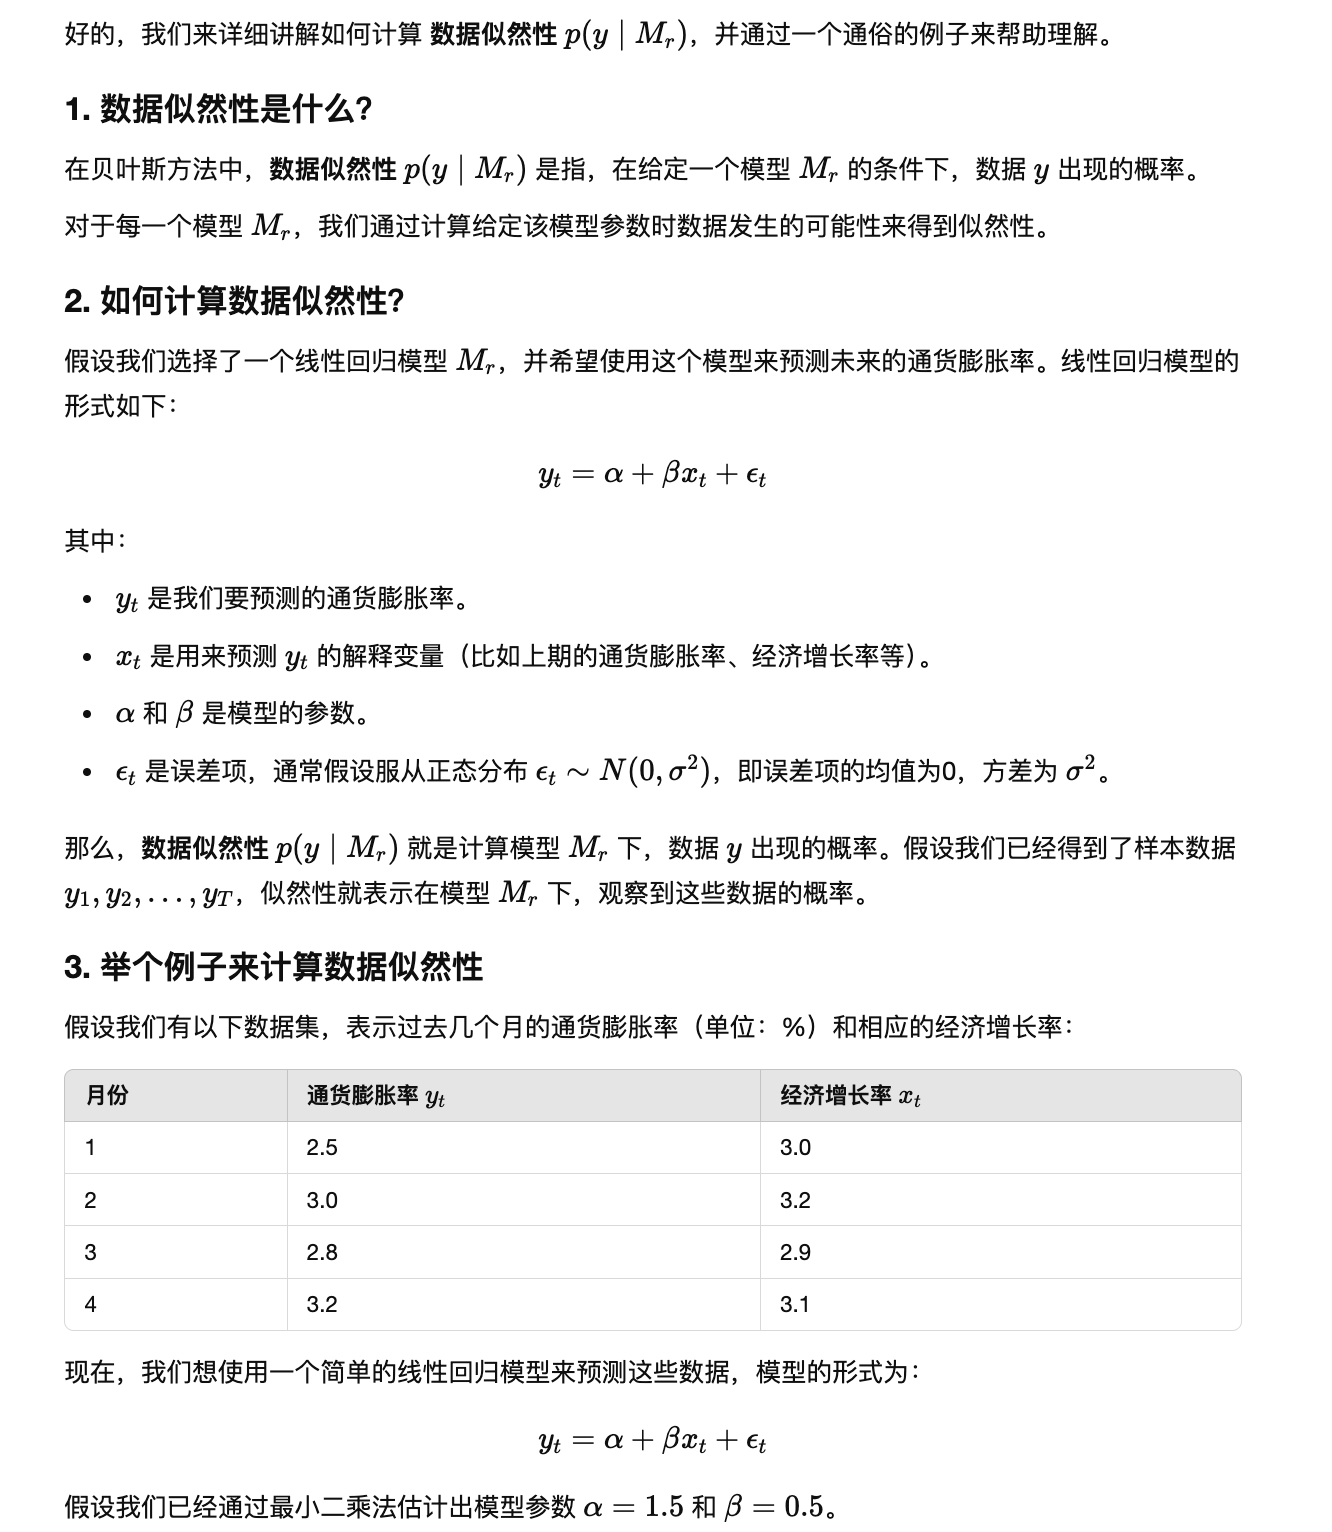 好的，我们来详细讲解如何计算 数据似然性 p(y | M_r)，并通过一个通俗的例子来帮助理解。
1. 数据似然性是什么？
在贝叶斯方法中，数据似然性 p(y | M_r) 是指，在给定一个模型 M_r 的条件下，数据 y 出现的概率。
对于每一个模型 M_r，我们通过计算给定该模型参数时数据发生的可能性来得到似然性。
2. 如何计算数据似然性？
假设我们选择了一个线性回归模型 M_r，并希望使用这个模型来预测未来的通货膨胀率。线性回归模型的
形式如下：
y_t = α + βx_t + ϵ_t
其中：
• y_t 是我们要预测的通货膨胀率。
• x_t 是用来预测 y_t 的解释变量（比如上期的通货膨胀率、经济增长率等）。
• α 和 β 是模型的参数。
• ϵ_t 是误差项，通常假设服从正态分布 ϵ_t ∼ N(0, σ²)，即误差项的均值为0，方差为 σ²。
那么，数据似然性 p(y | M_r) 就是计算模型 M_r 下，数据 y 出现的概率。假设我们已经得到了样本数据
y_1, y_2, . . . , y_T，似然性就表示在模型 M_r 下，观察到这些数据的概率。
3. 举个例子来计算数据似然性
假设我们有以下数据集，表示过去几个月的通货膨胀率（单位：%）和相应的经济增长率：
月份 通货膨胀率 y_t 经济增长率 x_t
1 2.5 3.0
2 3.0 3.2
3 2.8 2.9
4 3.2 3.1
现在，我们想使用一个简单的线性回归模型来预测这些数据，模型的形式为：
y_t = α + βx_t + ϵ_t
假设我们已经通过最小二乘法估计出模型参数 α = 1.5 和 β = 0.5。